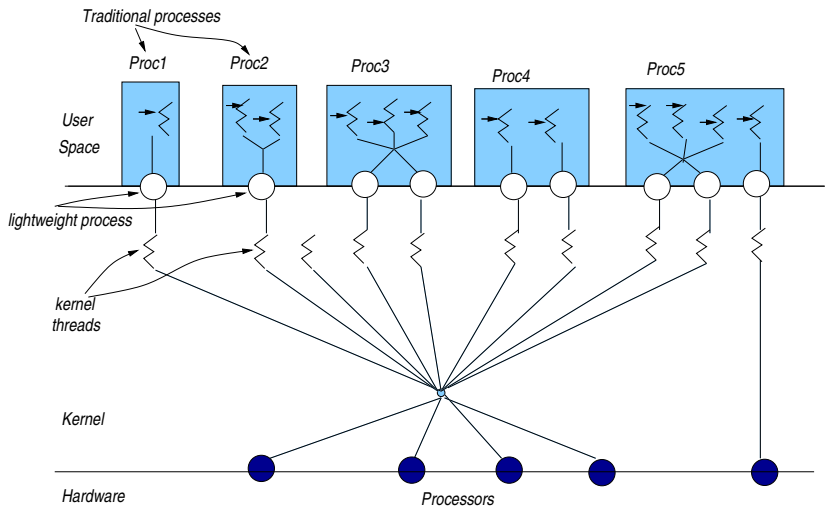 Traditional processes
Proc1
Proc2
Proc3
Proc4
Proc5
User
Space
lightweight process
kernel
threads
Kernel
Hardware
Processors